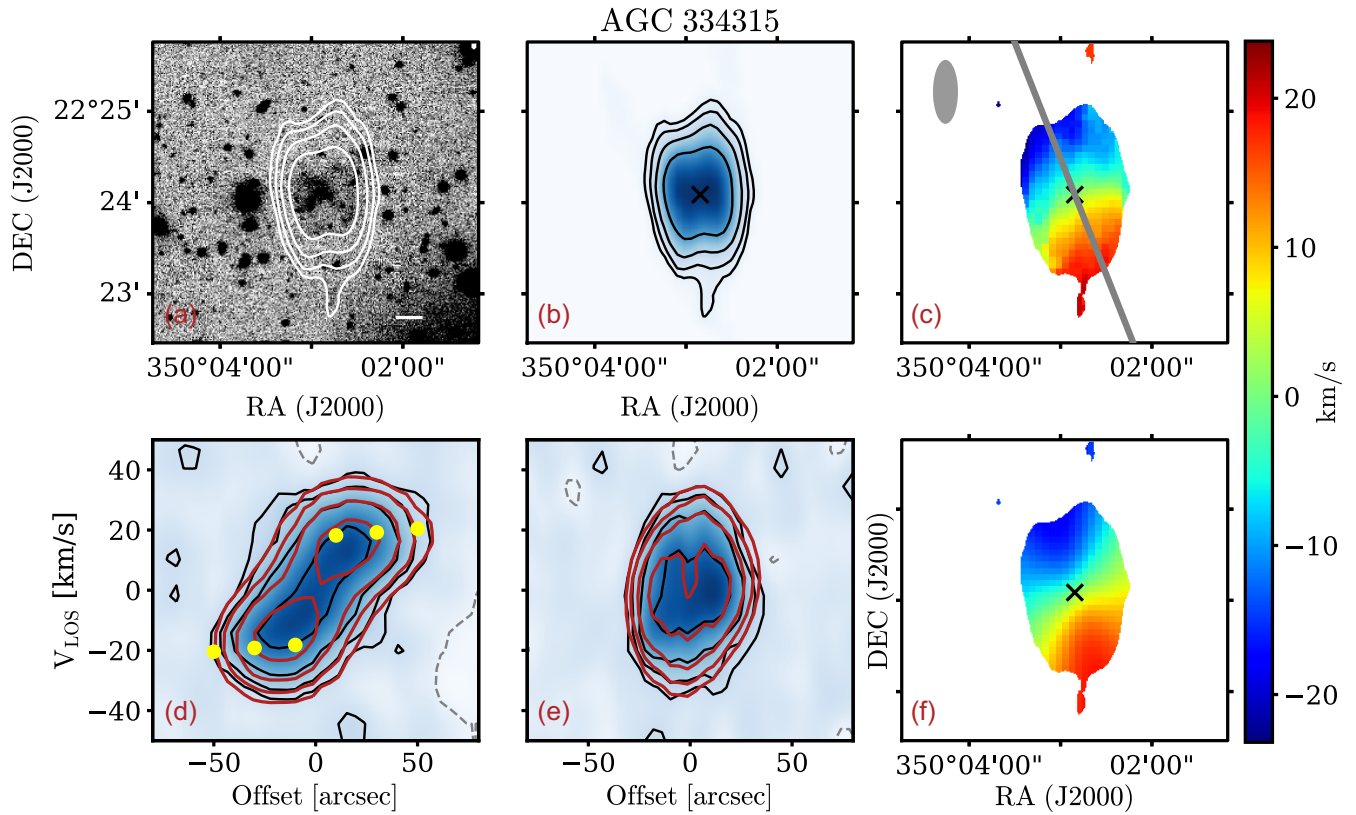 AGC 334315
DEC (J2000)
22°25'
24'
23'
(a)
(b)
(c)
350°04'00"
02'00"
350°04'00"
02'00"
350°04'00"
02'00"
RA (J2000)
RA (J2000)
20
10
0
−10
−20
km/s
V_LOS [km/s]
40
20
0
−20
−40
(d)
(e)
(f)
DEC (J2000)
−50
0
50
−50
0
50
350°04'00"
02'00"
Offset [arcsec]
Offset [arcsec]
RA (J2000)